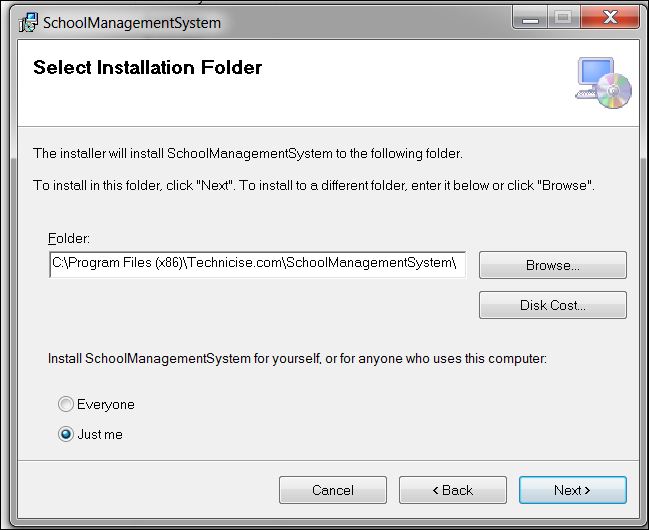 SchoolManagementSystem
Select Installation Folder
The installer will install SchoolManagementSystem to the following folder.
To install in this folder, click "Next". To install to a different folder, enter it below or click "Browse".
Folder:
C:\Program Files (x86)\Technicise.com\SchoolManagementSystem\
Browse...
Disk Cost...
Install SchoolManagementSystem for yourself, or for anyone who uses this computer:
Everyone
Just me
Cancel
< Back
Next >